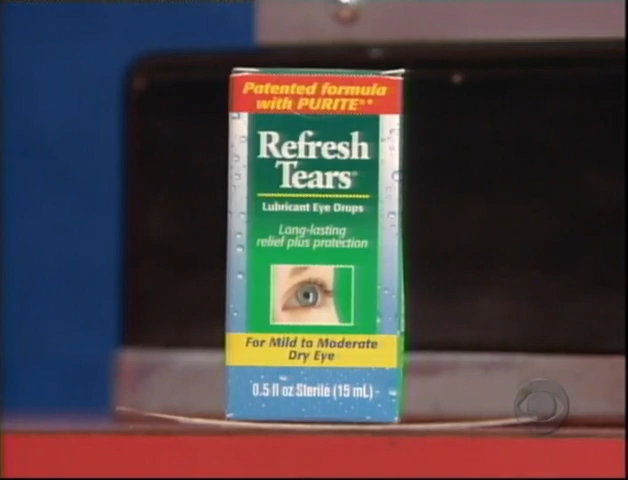 Patented formula
with PURITE®*
Refresh
Tears®
Lubricant Eye Drops
Long-lasting
relief plus protection
For Mild to Moderate
Dry Eye
0.5 fl oz Sterile (15 mL)